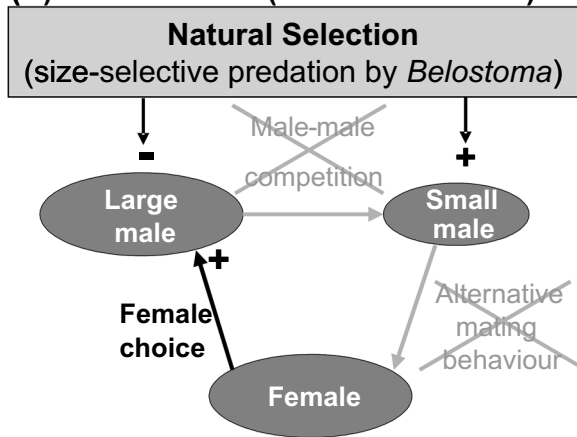 Natural Selection
(size-selective predation by Belostoma)
Male-male
competition
-
+
Large
male
Small
male
+
Female
choice
Alternative
mating
behaviour
Female